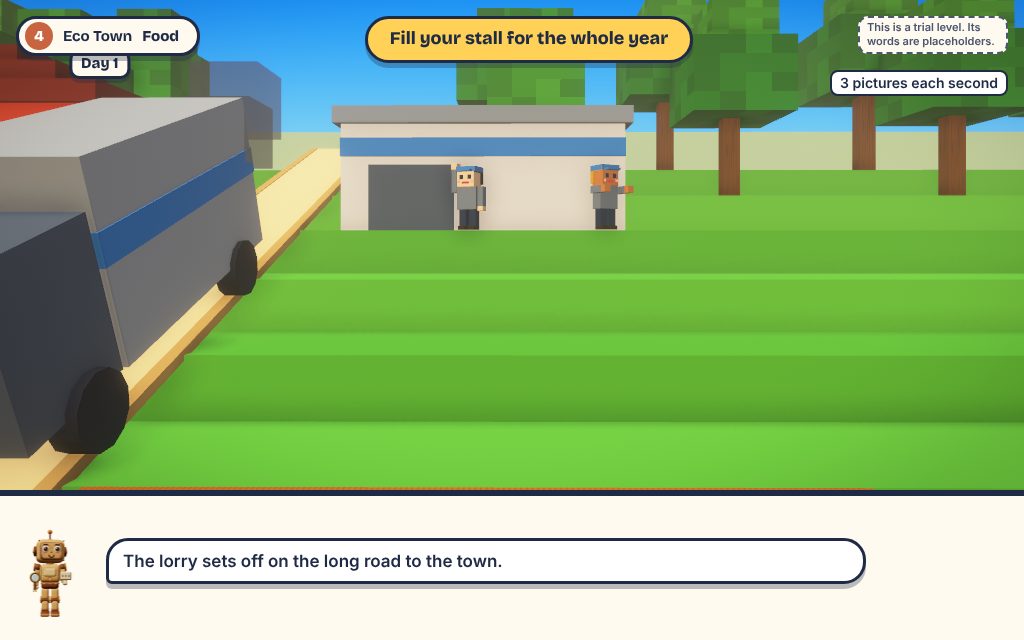 4 Eco Town Food
Day 1
Fill your stall for the whole year
This is a trial level. Its
words are placeholders.
3 pictures each second
The lorry sets off on the long road to the town.